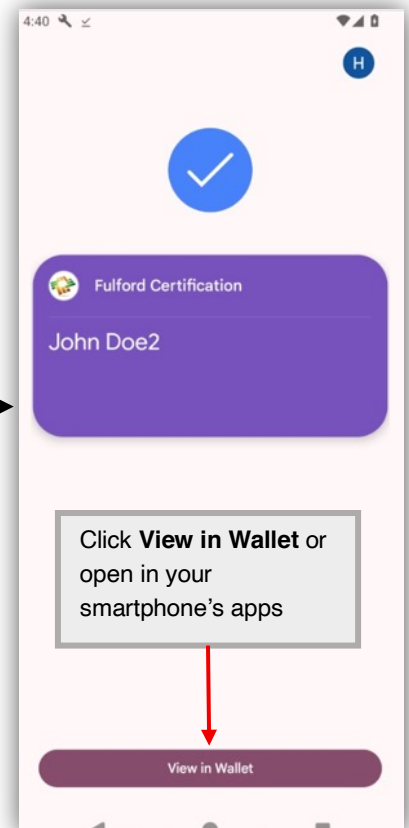 4:40
H
Fulford Certification
John Doe2
Click View in Wallet or
open in your
smartphone’s apps
View in Wallet